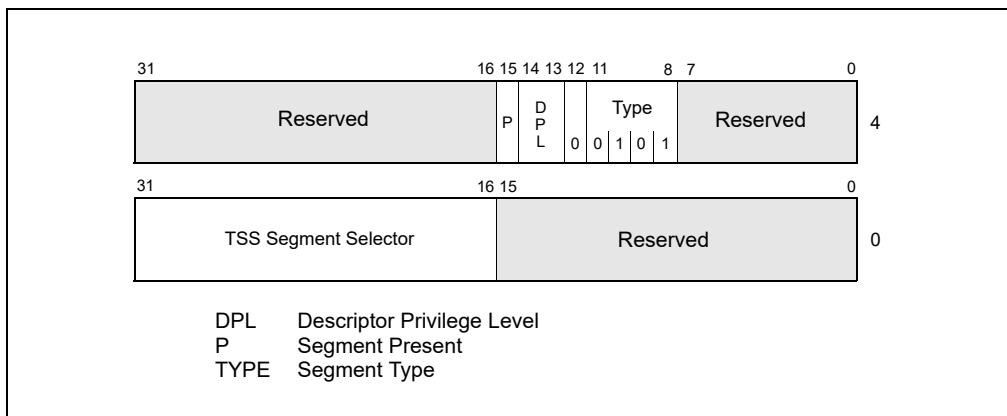 31 16 15 14 13 12 11 8 7 0
Reserved P DPL 0 Type 0 1 0 1 Reserved 4
31 16 15 0
TSS Segment Selector Reserved 0
DPL Descriptor Privilege Level
P Segment Present
TYPE Segment Type